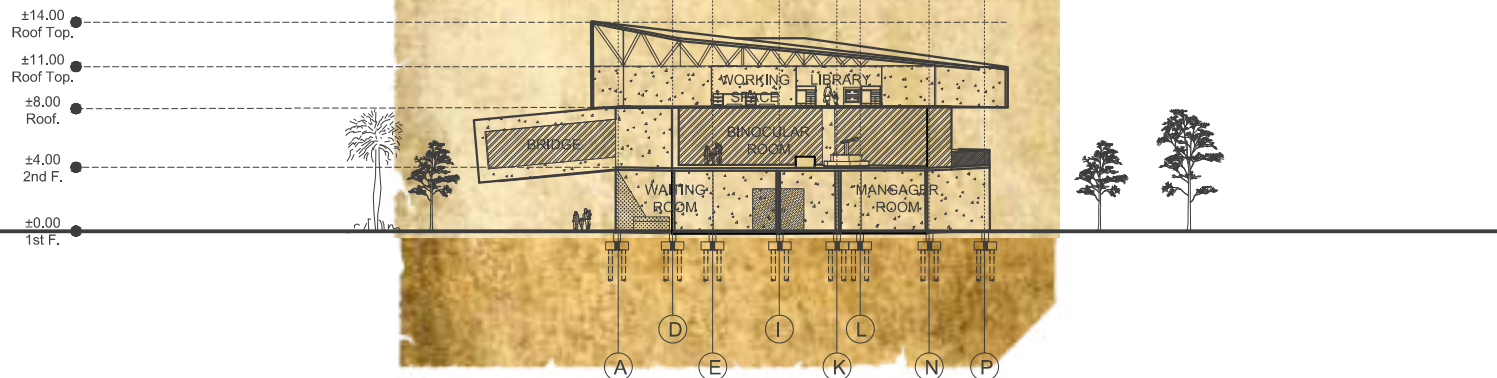 ±14.00
Roof Top.
±11.00
Roof Top.
±8.00
Roof.
±4.00
2nd F.
±0.00
1st F.
WORKING
SPACE
LIBRARY
BRIDGE
BINOCULAR
ROOM
WAITING
ROOM
MANGAGER
ROOM
D
I
L
A
E
K
N
P